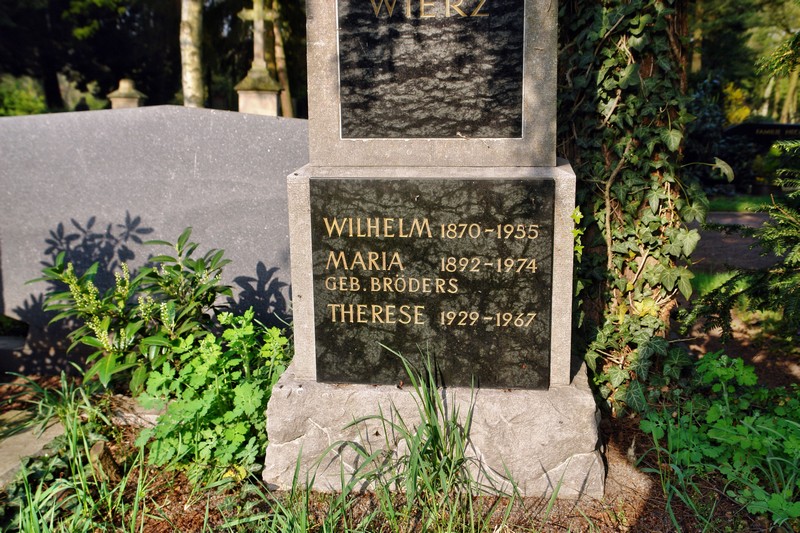 WIERZ
WILHELM 1870-1955
MARIA 1892-1974
GEB. BRÖDERS
THERESE 1929-1967